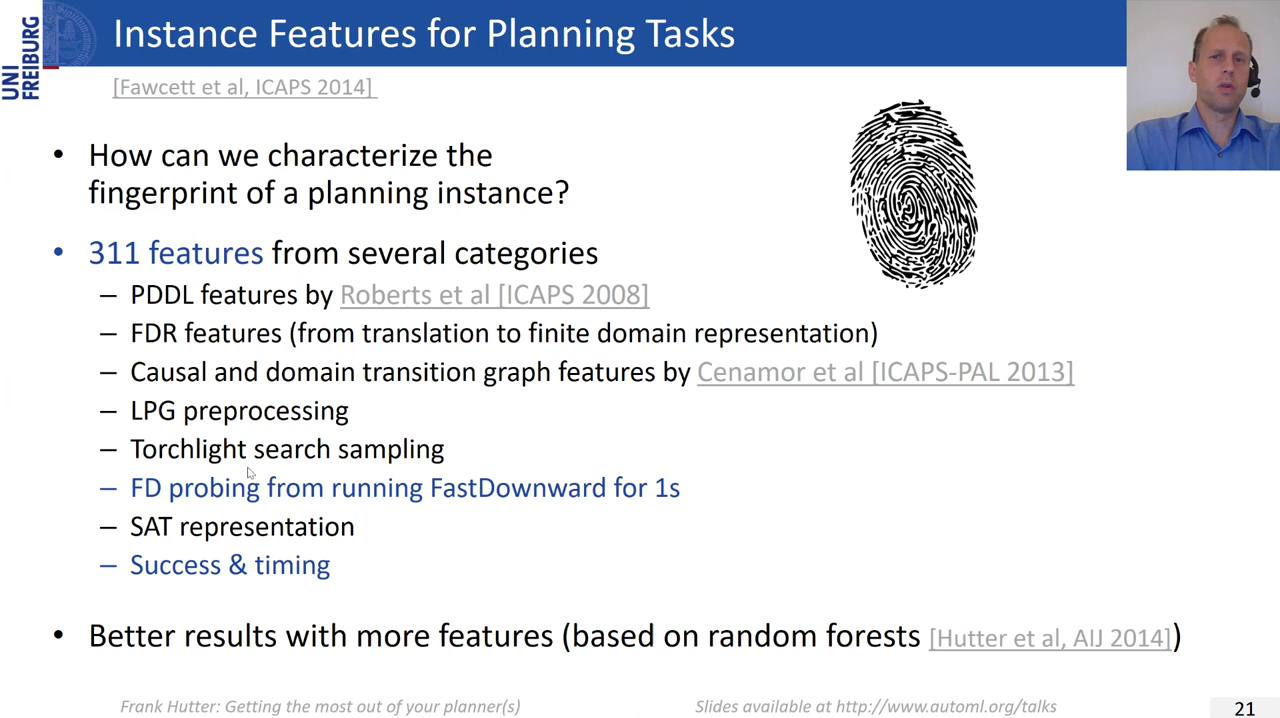 UNI
FREIBURG
Instance Features for Planning Tasks
[Fawcett et al, ICAPS 2014]
• How can we characterize the
fingerprint of a planning instance?
• 311 features from several categories
– PDDL features by Roberts et al [ICAPS 2008]
– FDR features (from translation to finite domain representation)
– Causal and domain transition graph features by Cenamor et al [ICAPS-PAL 2013]
– LPG preprocessing
– Torchlight search sampling
– FD probing from running FastDownward for 1s
– SAT representation
– Success & timing
• Better results with more features (based on random forests [Hutter et al, AIJ 2014])
Frank Hutter: Getting the most out of your planner(s)
Slides available at http://www.automl.org/talks
21